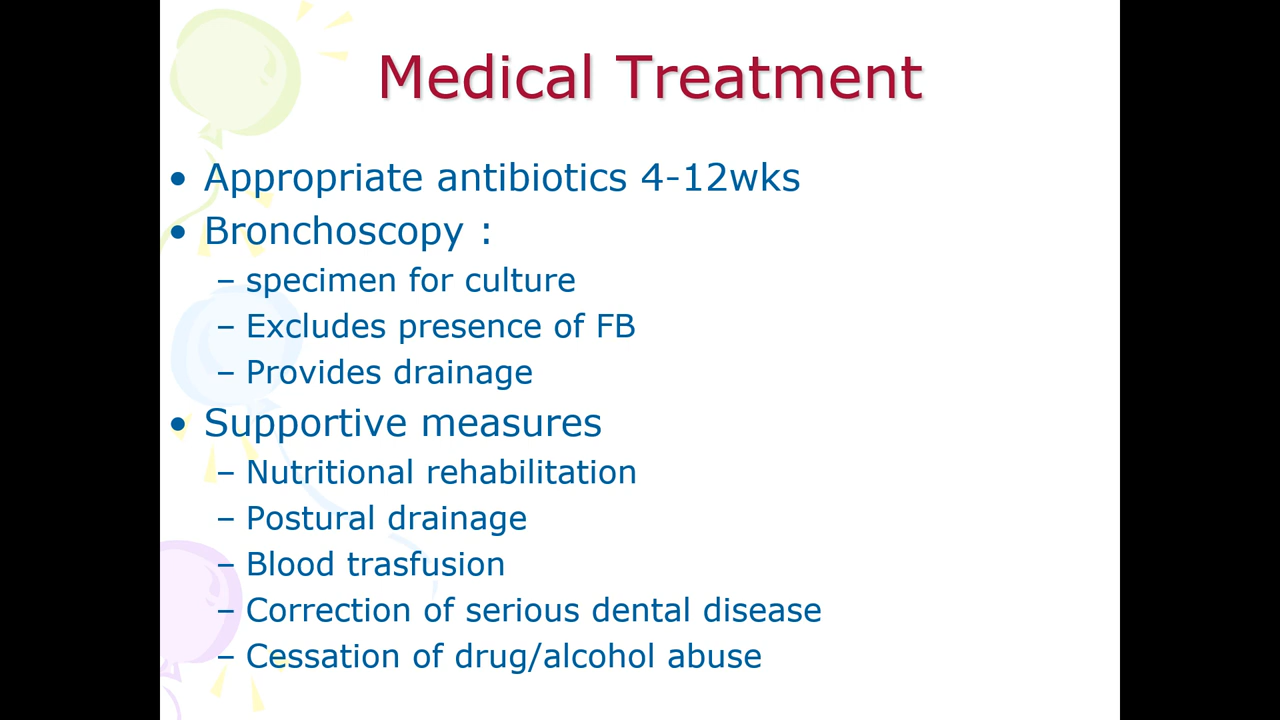 Medical Treatment
• Appropriate antibiotics 4-12wks
• Bronchoscopy :
– specimen for culture
– Excludes presence of FB
– Provides drainage
• Supportive measures
– Nutritional rehabilitation
– Postural drainage
– Blood trasfusion
– Correction of serious dental disease
– Cessation of drug/alcohol abuse